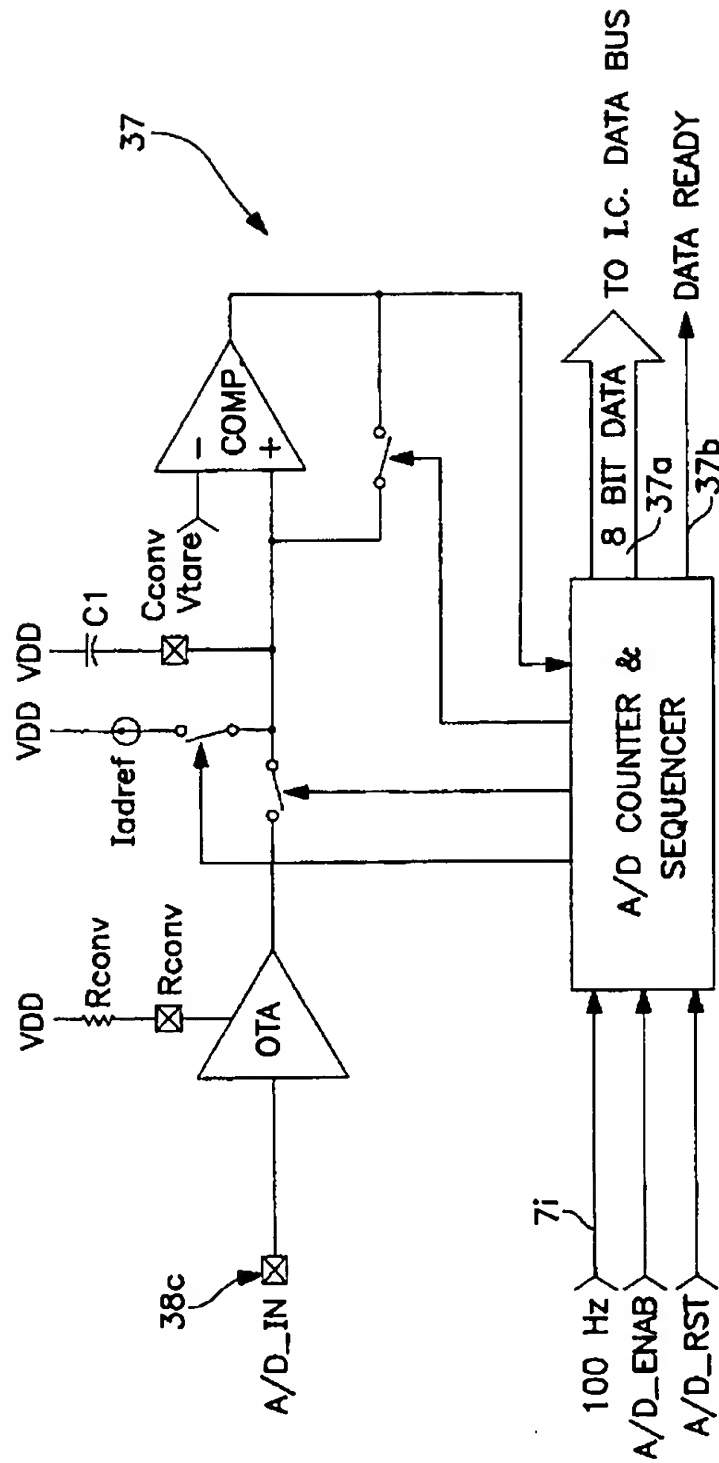 37
VDD
VDD
VDD
C1
Iadref
Rconv
Rconv
Cconv
Vtare
COMP
-
+
OTA
38c
A/D_IN
A/D COUNTER &
SEQUENCER
7i
100 Hz
A/D_ENAB
A/D_RST
8 BIT DATA
TO I.C. DATA BUS
37a
DATA READY
37b